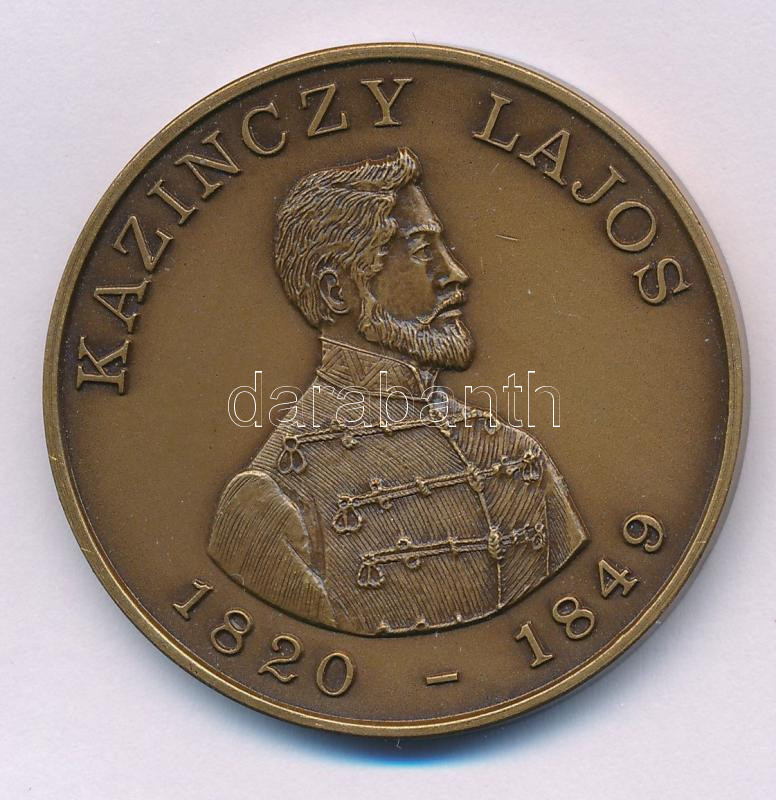 KAZINCZY LAJOS
darabanth
1820 - 1849